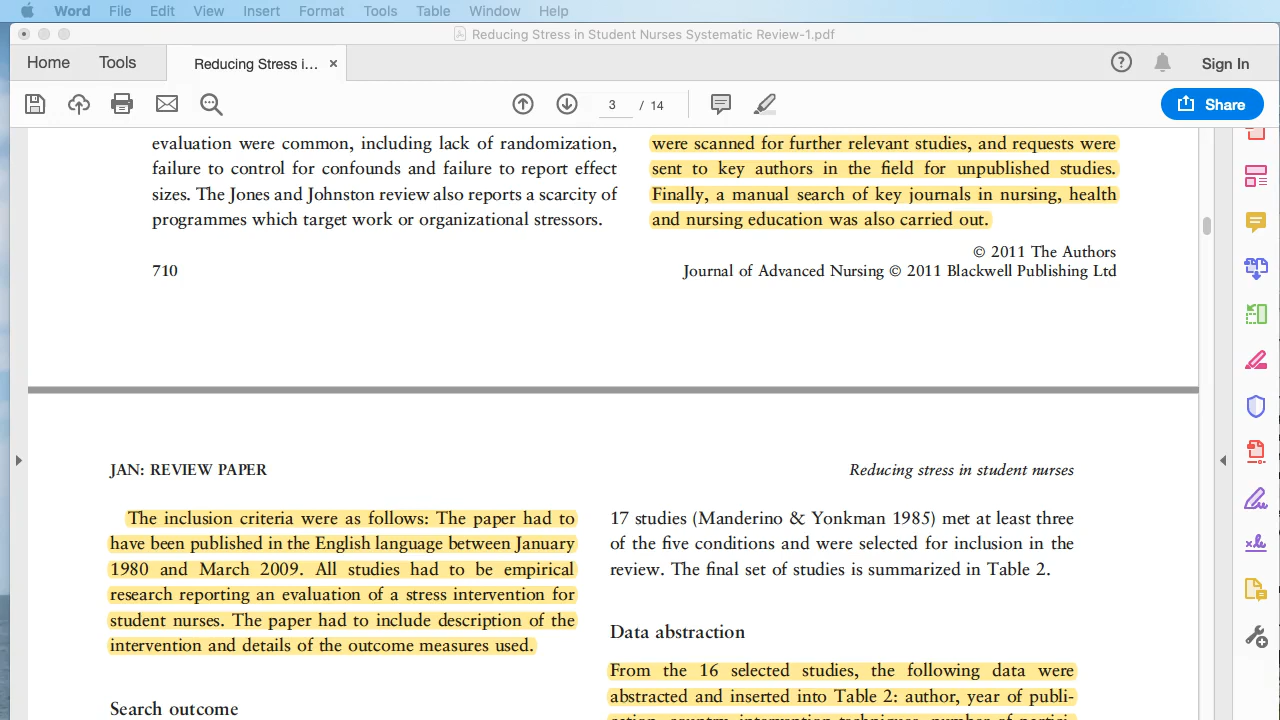 Word File Edit View Insert Format Tools Table Window Help
Reducing Stress in Student Nurses Systematic Review-1.pdf
Home Tools Reducing Stress i... × ? Sign In
3 / 14 Share
evaluation were common, including lack of randomization,
failure to control for confounds and failure to report effect
sizes. The Jones and Johnston review also reports a scarcity of
programmes which target work or organizational stressors.
710
were scanned for further relevant studies, and requests were
sent to key authors in the field for unpublished studies.
Finally, a manual search of key journals in nursing, health
and nursing education was also carried out.
© 2011 The Authors
Journal of Advanced Nursing © 2011 Blackwell Publishing Ltd
JAN: REVIEW PAPER
Reducing stress in student nurses
The inclusion criteria were as follows: The paper had to
have been published in the English language between January
1980 and March 2009. All studies had to be empirical
research reporting an evaluation of a stress intervention for
student nurses. The paper had to include description of the
intervention and details of the outcome measures used.
Search outcome
17 studies (Manderino & Yonkman 1985) met at least three
of the five conditions and were selected for inclusion in the
review. The final set of studies is summarized in Table 2.
Data abstraction
From the 16 selected studies, the following data were
abstracted and inserted into Table 2: author, year of publi-